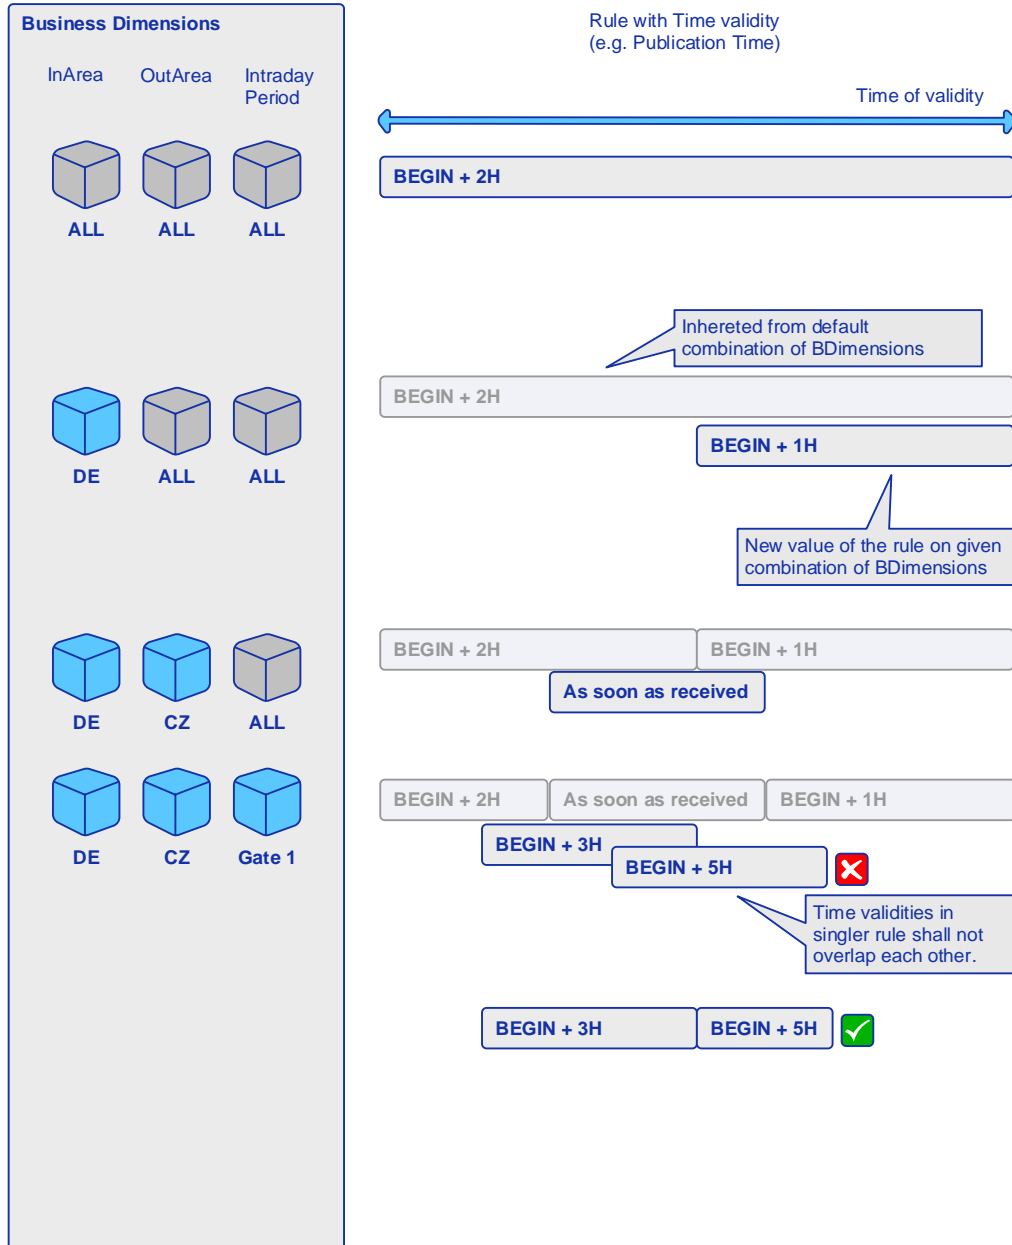 Business Dimensions
Rule with Time validity
(e.g. Publication Time)
InArea
OutArea
Intraday
Period
Time of validity
BEGIN + 2H
ALL
ALL
ALL
Inhereted from default
combination of BDimensions
BEGIN + 2H
BEGIN + 1H
DE
ALL
ALL
New value of the rule on given
combination of BDimensions
BEGIN + 2H
BEGIN + 1H
As soon as received
DE
CZ
ALL
BEGIN + 2H
As soon as received
BEGIN + 1H
BEGIN + 3H
BEGIN + 5H
DE
CZ
Gate 1
Time validities in
singler rule shall not
overlap each other.
BEGIN + 3H
BEGIN + 5H